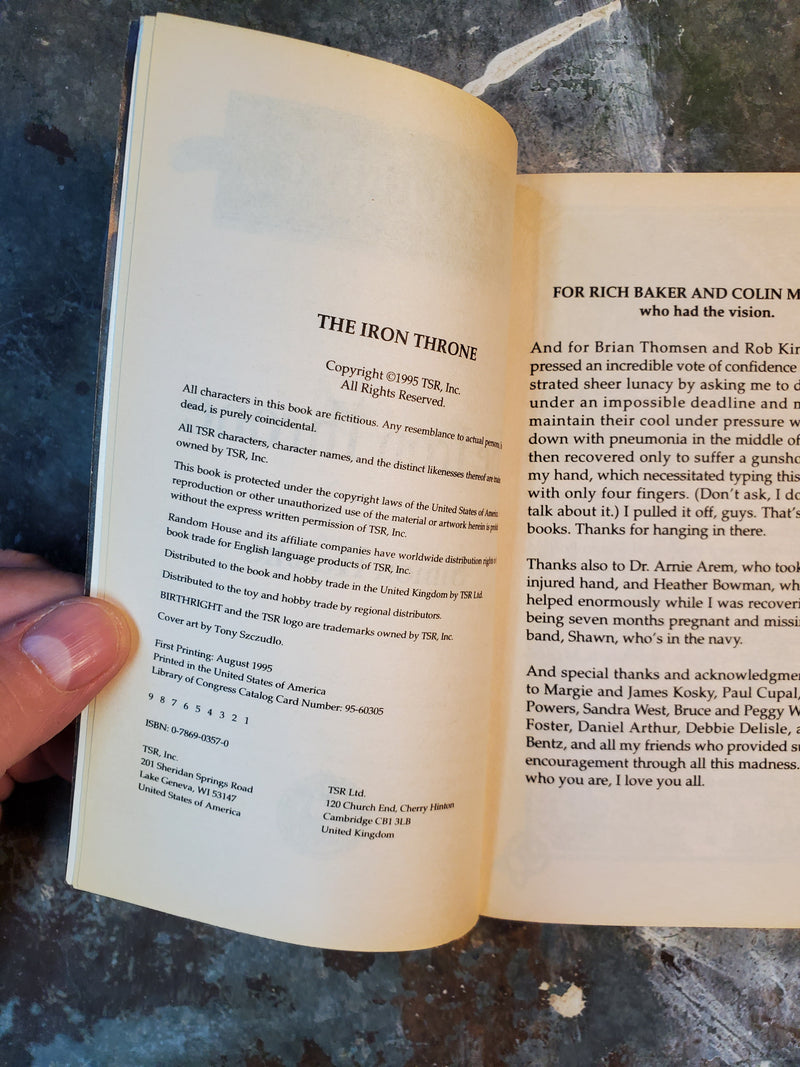 THE IRON THRONE
Copyright ©1995 TSR, Inc.
All Rights Reserved.
All characters in this book are fictitious. Any resemblance to actual persons,
dead, is purely coincidental.
All TSR characters, character names, and the distinct likenesses thereof are
owned by TSR, Inc.
This book is protected under the copyright laws of the United States of
reproduction or other unauthorized use of the material or artwork herein is
without the express written permission of TSR, Inc.
Random House and its affiliate companies have worldwide distribution rights
book trade for English language products of TSR, Inc.
Distributed to the book and hobby trade in the United Kingdom by TSR Ltd.
Distributed to the toy and hobby trade by regional distributors.
BIRTHRIGHT and the TSR logo are trademarks owned by TSR, Inc.
Cover art by Tony Szczudlo.
First Printing: August 1995
Printed in the United States of America
Library of Congress Catalog Card Number: 95-60305
9 8 7 6 5 4 3 2 1
ISBN: 0-7869-0357-0
TSR, Inc.
201 Sheridan Springs Road
Lake Geneva, WI 53147
United States of America
TSR Ltd.
120 Church End, Cherry Hinton
Cambridge CB1 3LB
United Kingdom
FOR RICH BAKER AND COLIN M
who had the vision.
And for Brian Thomsen and Rob Kin
pressed an incredible vote of confidence
strated sheer lunacy by asking me to d
under an impossible deadline and m
maintain their cool under pressure w
down with pneumonia in the middle of
then recovered only to suffer a gunsho
my hand, which necessitated typing this
with only four fingers. (Don't ask, I do
talk about it.) I pulled it off, guys. That's
books. Thanks for hanging in there.
Thanks also to Dr. Arnie Arem, who took
injured hand, and Heather Bowman, wh
helped enormously while I was recoveri
being seven months pregnant and missi
band, Shawn, who's in the navy.
And special thanks and acknowledgme
to Margie and James Kosky, Paul Cupal,
Powers, Sandra West, Bruce and Peggy W
Foster, Daniel Arthur, Debbie Delisle, a
Bentz, and all my friends who provided su
encouragement through all this madness.
who you are, I love you all.